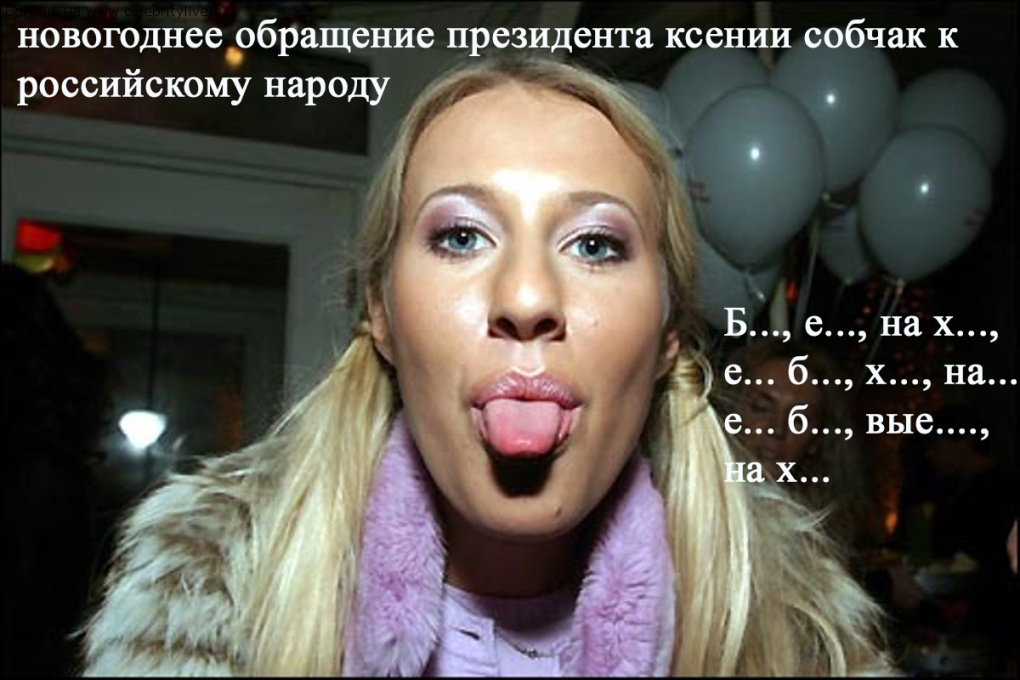 новогоднее обращение президента ксении собчак к
российскому народу
Б..., е..., на х...,
е... б..., х..., на...
е... б..., вые....,
на х...